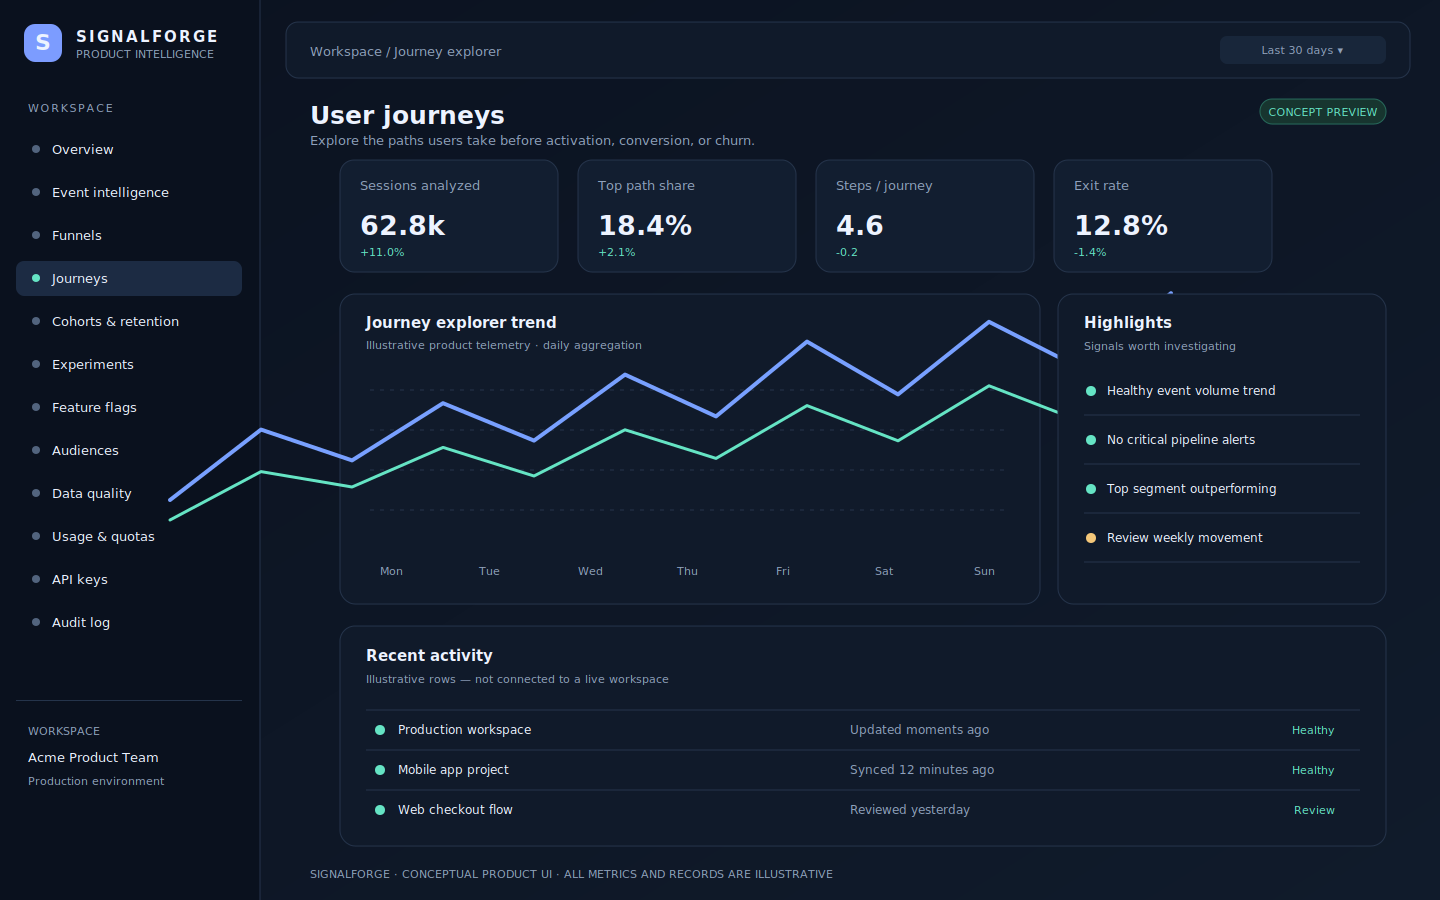 S
SIGNALFORGE
PRODUCT INTELLIGENCE
WORKSPACE
Overview
Event intelligence
Funnels
Journeys
Cohorts & retention
Experiments
Feature flags
Audiences
Data quality
Usage & quotas
API keys
Audit log
WORKSPACE
Acme Product Team
Production environment
Workspace / Journey explorer
Last 30 days ▾
User journeys
CONCEPT PREVIEW
Explore the paths users take before activation, conversion, or churn.
Sessions analyzed
62.8k
+11.0%
Top path share
18.4%
+2.1%
Steps / journey
4.6
-0.2
Exit rate
12.8%
-1.4%
Journey explorer trend
Illustrative product telemetry · daily aggregation
Mon Tue Wed Thu Fri Sat Sun
Highlights
Signals worth investigating
Healthy event volume trend
No critical pipeline alerts
Top segment outperforming
Review weekly movement
Recent activity
Illustrative rows — not connected to a live workspace
Production workspace Updated moments ago Healthy
Mobile app project Synced 12 minutes ago Healthy
Web checkout flow Reviewed yesterday Review
SIGNALFORGE · CONCEPTUAL PRODUCT UI · ALL METRICS AND RECORDS ARE ILLUSTRATIVE